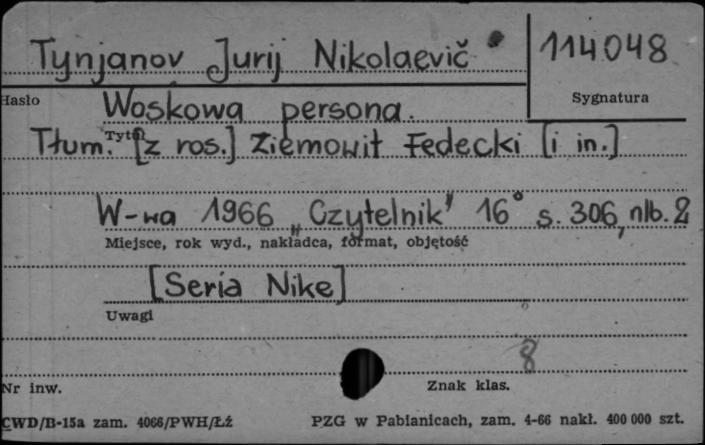 Tynjanov Jurij Nikolaevič
114048
Hasło
Sygnatura
Woskowa persona.
Tytuł
Tłum. [z ros.] Ziemowit Fedecki [i in.]
W-wa 1966 „Czytelnik" 16° s. 306, nlb. 2
Miejsce, rok wyd., nakładca, format, objętość
[Seria Nike]
Uwagi
8
Nr inw.
Znak klas.
CWD/B-15a zam. 4066/PWH/Łź
PZG w Pabianicach, zam. 4-66 nakł. 400 000 szt.